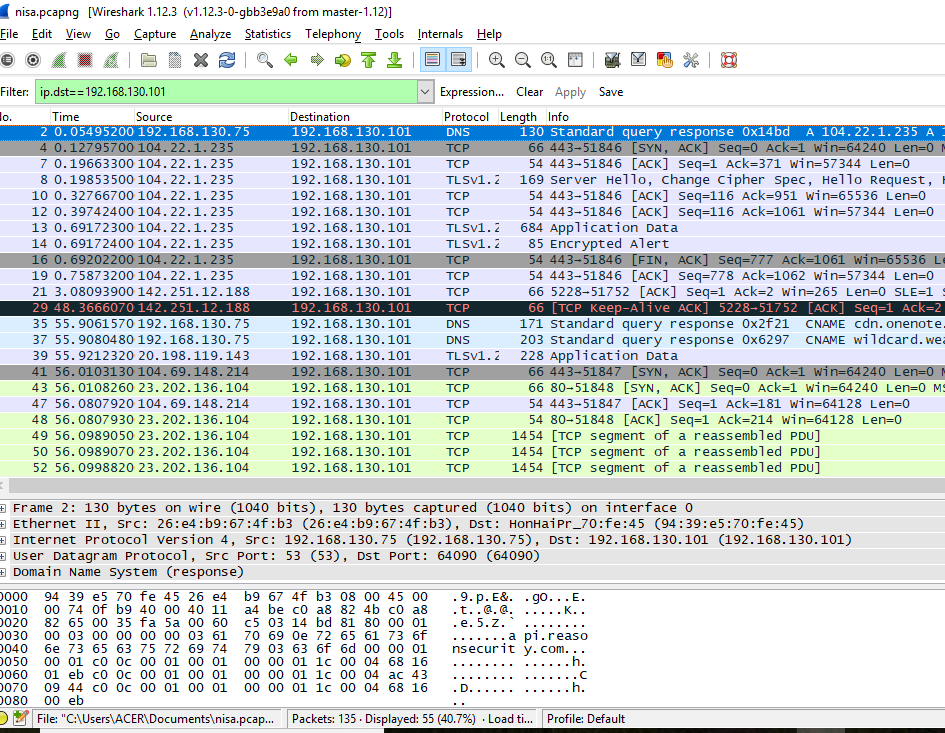 nisa.pcapng [Wireshark 1.12.3 (v1.12.3-0-gbb3e9a0 from master-1.12)]
File Edit View Go Capture Analyze Statistics Telephony Tools Internals Help
Filter: ip.dst==192.168.130.101 Expression... Clear Apply Save
No. Time Source Destination Protocol Length Info
2 0.05495200 192.168.130.75 192.168.130.101 DNS 130 Standard query response 0x14bd A 104.22.1.235 A 1
4 0.12795700 104.22.1.235 192.168.130.101 TCP 66 443→51846 [SYN, ACK] Seq=0 Ack=1 Win=64240 Len=0 M
7 0.19663300 104.22.1.235 192.168.130.101 TCP 54 443→51846 [ACK] Seq=1 Ack=371 Win=57344 Len=0
8 0.19853500 104.22.1.235 192.168.130.101 TLSv1.2 169 Server Hello, Change Cipher Spec, Hello Request, H
10 0.32766700 104.22.1.235 192.168.130.101 TCP 54 443→51846 [ACK] Seq=116 Ack=951 Win=65536 Len=0
12 0.39742400 104.22.1.235 192.168.130.101 TCP 54 443→51846 [ACK] Seq=116 Ack=1061 Win=57344 Len=0
13 0.69172300 104.22.1.235 192.168.130.101 TLSv1.2 684 Application Data
14 0.69172400 104.22.1.235 192.168.130.101 TLSv1.2 85 Encrypted Alert
16 0.69202200 104.22.1.235 192.168.130.101 TCP 54 443→51846 [FIN, ACK] Seq=777 Ack=1061 Win=65536 Le
19 0.75873200 104.22.1.235 192.168.130.101 TCP 54 443→51846 [ACK] Seq=778 Ack=1062 Win=57344 Len=0
21 3.08093900 142.251.12.188 192.168.130.101 TCP 66 5228→51752 [ACK] Seq=1 Ack=2 Win=265 Len=0 SLE=1 S
29 48.3666070 142.251.12.188 192.168.130.101 TCP 66 [TCP Keep-Alive ACK] 5228→51752 [ACK] Seq=1 Ack=2
35 55.9061570 192.168.130.75 192.168.130.101 DNS 171 Standard query response 0x2f21 CNAME cdn.onenote.
37 55.9080480 192.168.130.75 192.168.130.101 DNS 203 Standard query response 0x6297 CNAME wildcard.wea
39 55.9212320 20.198.119.143 192.168.130.101 TLSv1.2 228 Application Data
41 56.0103130 104.69.148.214 192.168.130.101 TCP 66 443→51847 [SYN, ACK] Seq=0 Ack=1 Win=64240 Len=0 M
43 56.0108260 23.202.136.104 192.168.130.101 TCP 66 80→51848 [SYN, ACK] Seq=0 Ack=1 Win=64240 Len=0 MS
47 56.0807920 104.69.148.214 192.168.130.101 TCP 54 443→51847 [ACK] Seq=1 Ack=181 Win=64128 Len=0
48 56.0807930 23.202.136.104 192.168.130.101 TCP 54 80→51848 [ACK] Seq=1 Ack=214 Win=64128 Len=0
49 56.0989050 23.202.136.104 192.168.130.101 TCP 1454 [TCP segment of a reassembled PDU]
50 56.0989070 23.202.136.104 192.168.130.101 TCP 1454 [TCP segment of a reassembled PDU]
52 56.0998820 23.202.136.104 192.168.130.101 TCP 1454 [TCP segment of a reassembled PDU]
Frame 2: 130 bytes on wire (1040 bits), 130 bytes captured (1040 bits) on interface 0
Ethernet II, Src: 26:e4:b9:67:4f:b3 (26:e4:b9:67:4f:b3), Dst: HonHaiPr_70:fe:45 (94:39:e5:70:fe:45)
Internet Protocol Version 4, Src: 192.168.130.75 (192.168.130.75), Dst: 192.168.130.101 (192.168.130.101)
User Datagram Protocol, Src Port: 53 (53), Dst Port: 64090 (64090)
Domain Name System (response)
0000 94 39 e5 70 fe 45 26 e4 b9 67 4f b3 08 00 45 00 .9.p.E&. .gO...E.
0010 00 74 0f b9 40 00 40 11 a4 be c0 a8 82 4b c0 a8 .t..@.@. .....K..
0020 82 65 00 35 fa 5a 00 60 c5 03 14 bd 81 80 00 01 .e.5.Z.` ........
0030 00 03 00 00 00 00 03 61 70 69 0e 72 65 61 73 6f .......a pi.reaso
0040 6e 73 65 63 75 72 69 74 79 03 63 6f 6d 00 00 01 nsecurit y.com...
0050 00 01 c0 0c 00 01 00 01 00 00 01 1c 00 04 68 16 ........ ......h.
0060 01 eb c0 0c 00 01 00 01 00 00 01 1c 00 04 ac 43 ........ .......C
0070 09 44 c0 0c 00 01 00 01 00 00 01 1c 00 04 68 16 .D...... ......h.
0080 00 eb ..
File: "C:\Users\ACER\Documents\nisa.pcap... Packets: 135 · Displayed: 55 (40.7%) · Load ti... Profile: Default